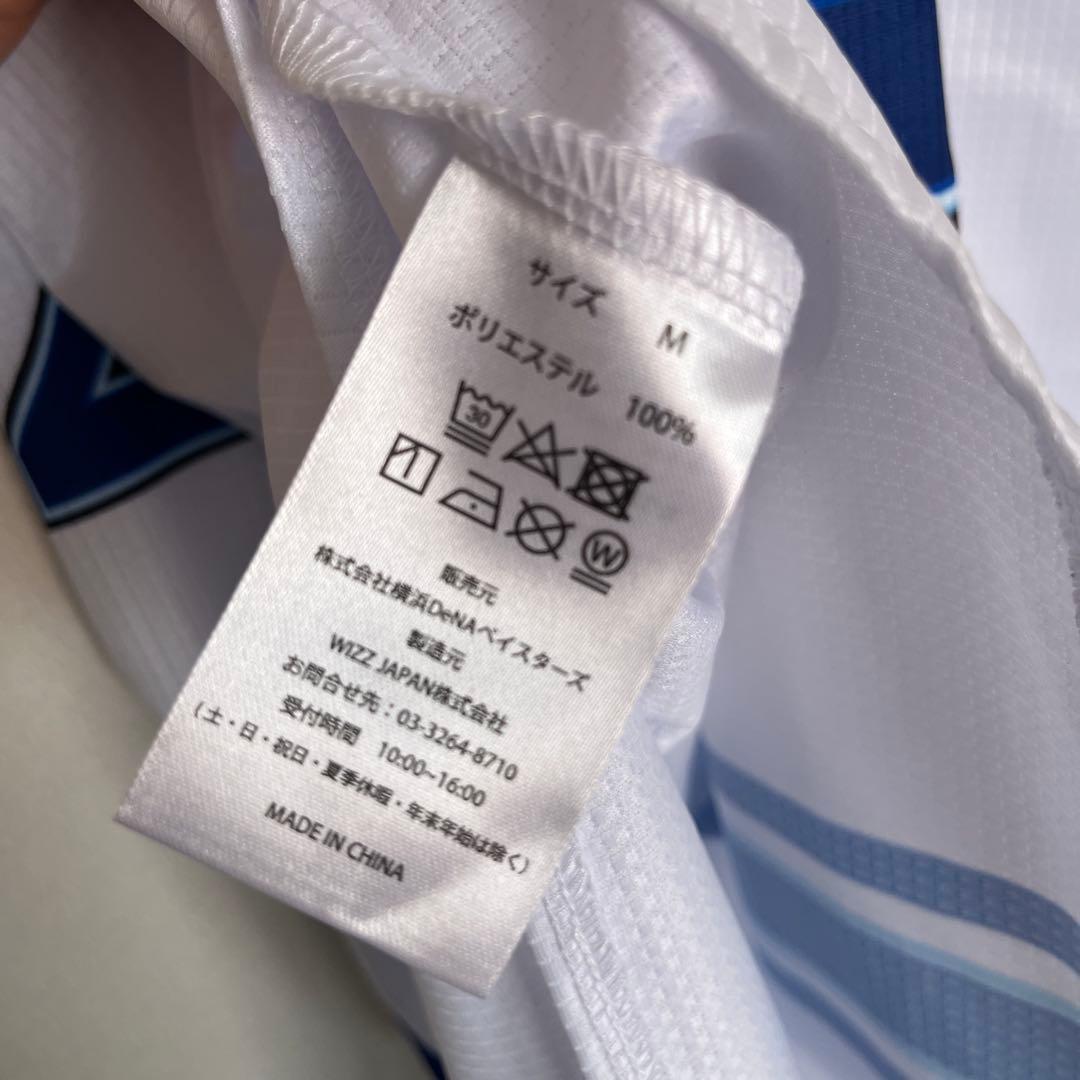 サイズ M
ポリエステル 100%
30
W
販売元
株式会社横浜DeNAベイスターズ
製造元
WIZZ JAPAN株式会社
お問合せ先：03-3264-8710
受付時間 10:00~16:00
(土・日・祝日・夏季休暇・年末年始は除く)
MADE IN CHINA